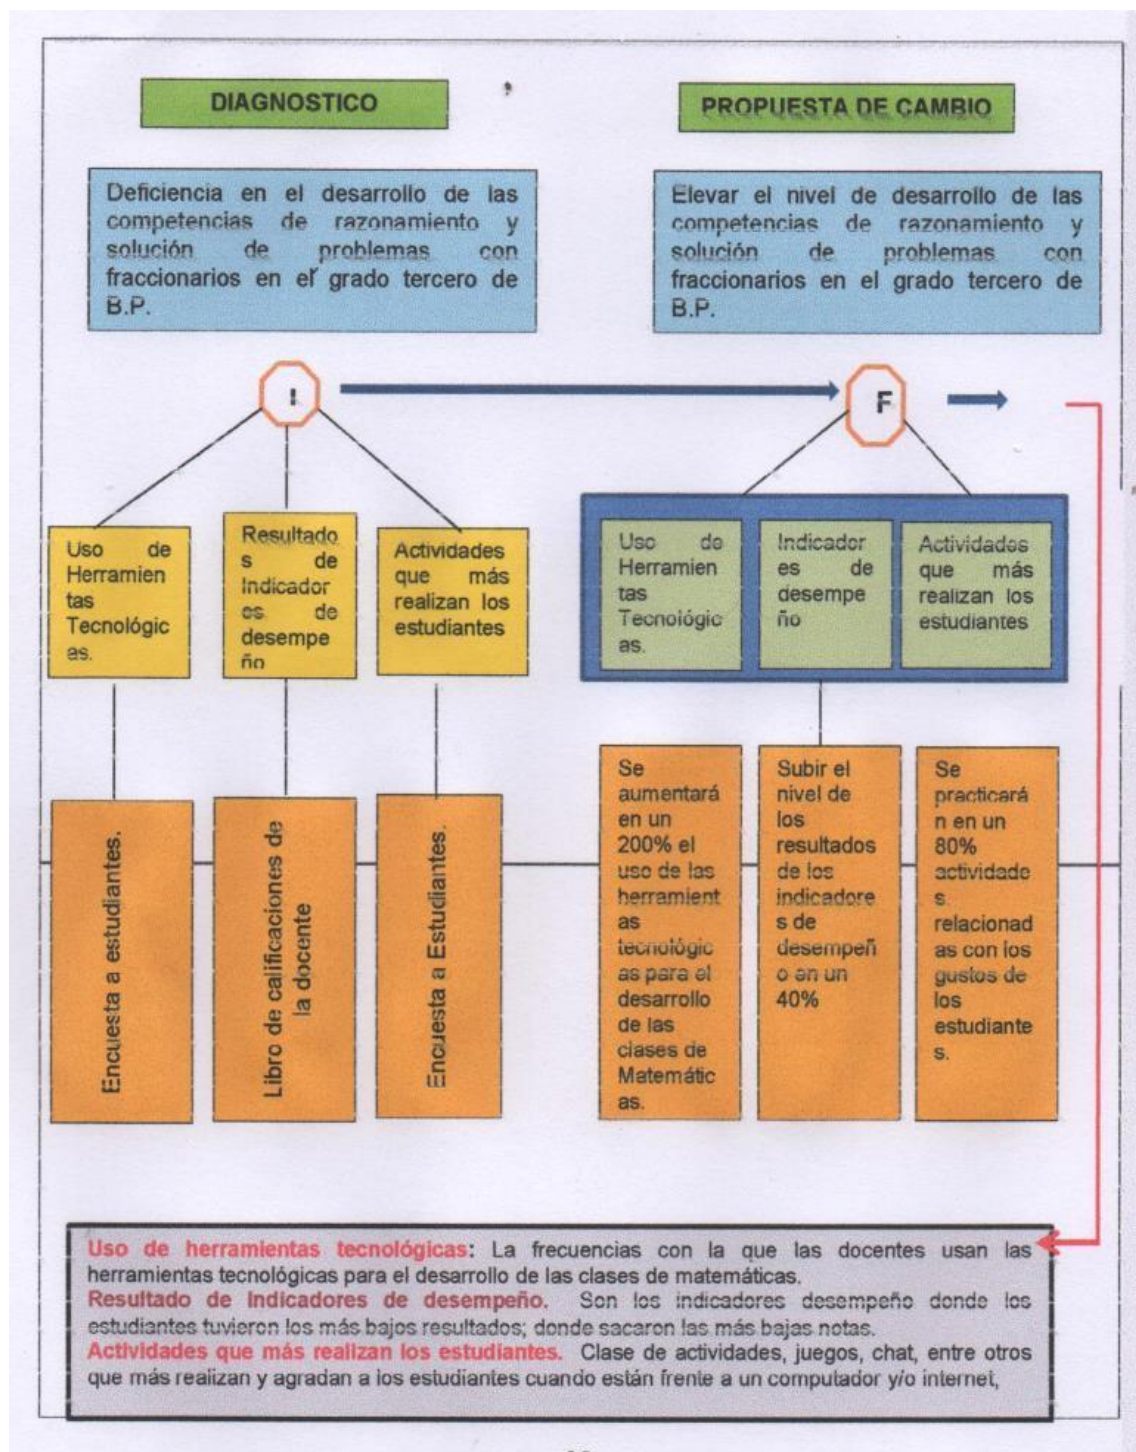 DIAGNOSTICO
PROPUESTA DE CAMBIO
Deficiencia en el desarrollo de las
competencias de razonamiento y
solución de problemas con
fraccionarios en el grado tercero de
B.P.
Elevar el nivel de desarrollo de las
competencias de razonamiento y
solución de problemas con
fraccionarios en el grado tercero de
B.P.
I
F
Uso de
Herramien
tas
Tecnológic
as.
Resultado
s de
Indicador
es de
desempe
ño
Actividades
que más
realizan los
estudiantes
Uso de
Herramien
tas
Tecnológic
as.
Indicador
es de
desempe
ño
Actividades
que más
realizan los
estudiantes
Encuesta a estudiantes.
Libro de calificaciones de
la docente
Encuesta a Estudiantes.
Se
aumentará
en un
200% el
uso de las
herramient
as
tecnológic
as para el
desarrollo
de las
clases de
Matemátic
as.
Subir el
nivel de
los
resultados
de los
indicadore
s de
desempeñ
o en un
40%
Se
practicará
n en un
80%
actividade
s.
relacionad
as con los
gustos de
los
estudiante
s.
Uso de herramientas tecnológicas: La frecuencias con la que las docentes usan las
herramientas tecnológicas para el desarrollo de las clases de matemáticas.
Resultado de Indicadores de desempeño. Son los indicadores desempeño donde los
estudiantes tuvieron los más bajos resultados; donde sacaron las más bajas notas.
Actividades que más realizan los estudiantes. Clase de actividades, juegos, chat, entre otros
que más realizan y agradan a los estudiantes cuando están frente a un computador y/o internet,